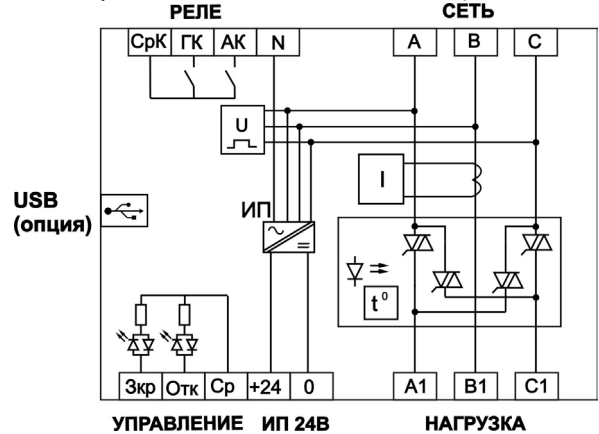 РЕЛЕ СЕТЬ
СрК ГК АК N A B C
U
I
USB
(опция)
ИП
t°
Зкр Отк Ср +24 0 A1 B1 C1
УПРАВЛЕНИЕ ИП 24В НАГРУЗКА